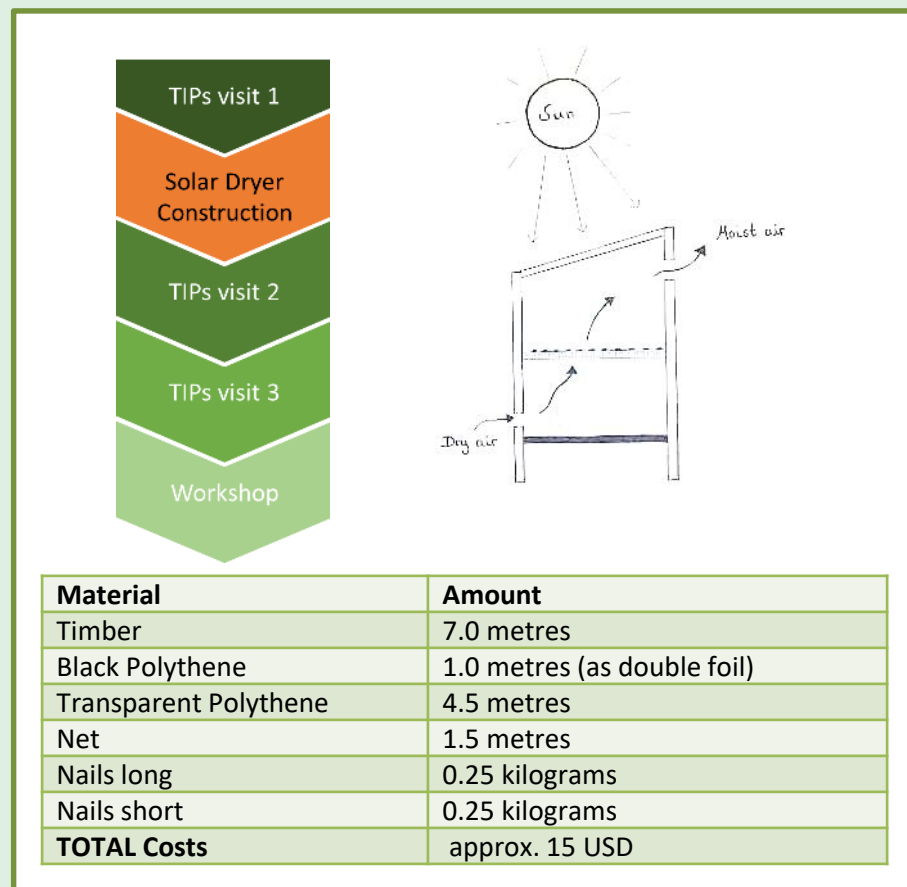 TIPs visit 1
Solar Dryer
Construction
TIPs visit 2
TIPs visit 3
Workshop
Sun
Moist air
Dry air
Material Amount
Timber 7.0 metres
Black Polythene 1.0 metres (as double foil)
Transparent Polythene 4.5 metres
Net 1.5 metres
Nails long 0.25 kilograms
Nails short 0.25 kilograms
TOTAL Costs approx. 15 USD